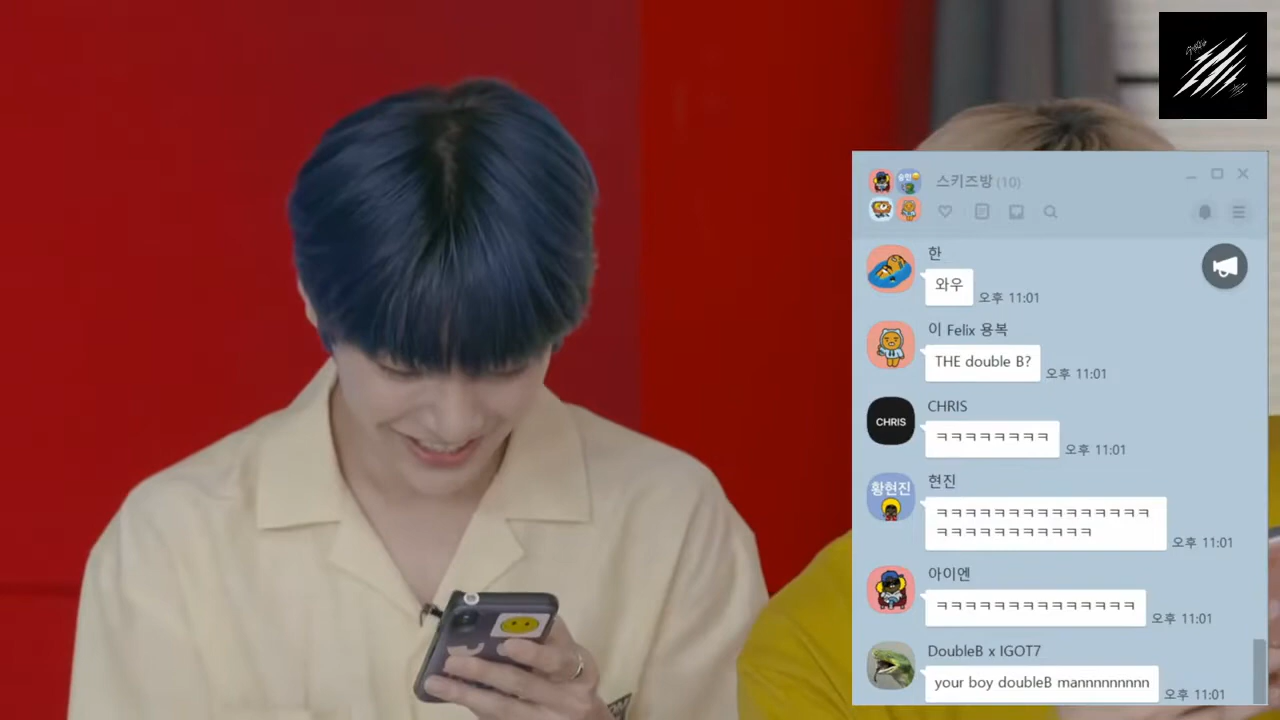 스키즈방 (10)
한
와우
오후 11:01
이 Felix 용복
THE double B?
오후 11:01
CHRIS
CHRIS
ㅋㅋㅋㅋㅋㅋㅋㅋ
오후 11:01
황현진
현진
ㅋㅋㅋㅋㅋㅋㅋㅋㅋㅋㅋㅋㅋㅋㅋ
ㅋㅋㅋㅋㅋㅋㅋㅋㅋㅋㅋ
오후 11:01
아이엔
ㅋㅋㅋㅋㅋㅋㅋㅋㅋㅋㅋㅋㅋㅋ
오후 11:01
DoubleB x IGOT7
your boy doubleB mannnnnnnnn
오후 11:01